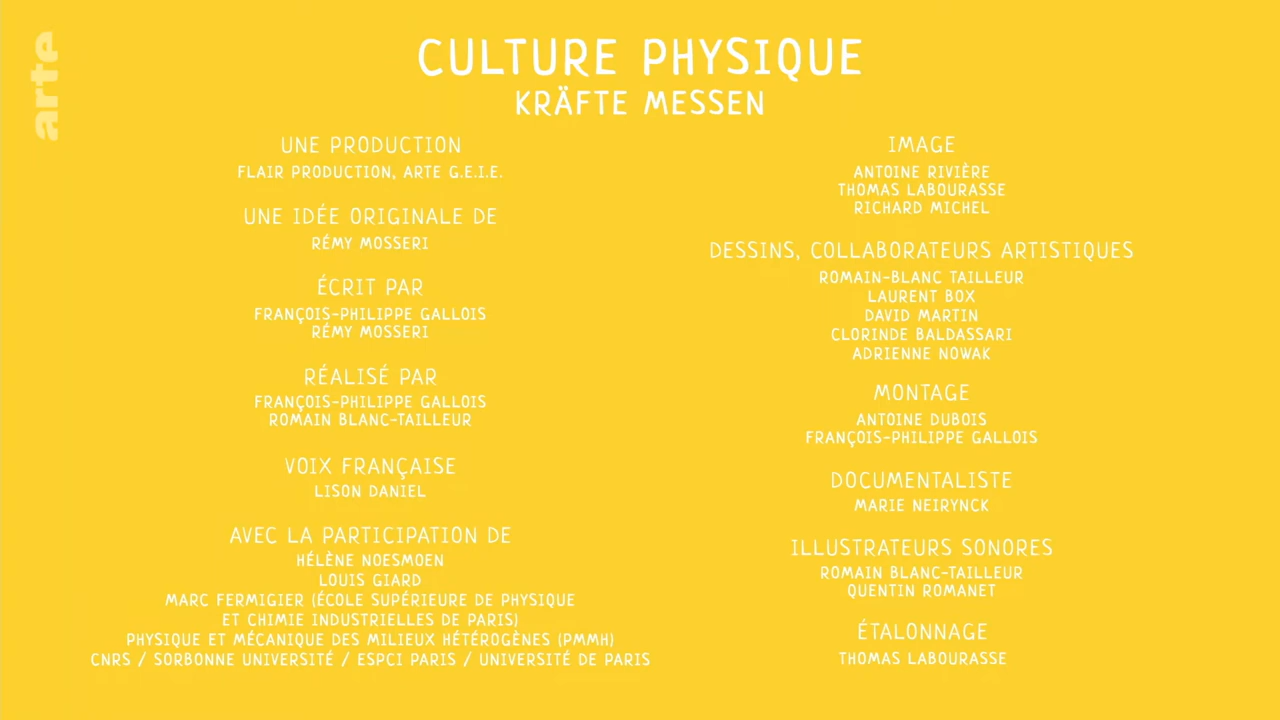 arte
CULTURE PHYSIQUE
KRÄFTE MESSEN
UNE PRODUCTION
FLAIR PRODUCTION, ARTE G.E.I.E.
UNE IDÉE ORIGINALE DE
RÉMY MOSSERI
ÉCRIT PAR
FRANÇOIS-PHILIPPE GALLOIS
RÉMY MOSSERI
RÉALISÉ PAR
FRANÇOIS-PHILIPPE GALLOIS
ROMAIN BLANC-TAILLEUR
VOIX FRANÇAISE
LISON DANIEL
AVEC LA PARTICIPATION DE
HÉLÈNE NOESMOEN
LOUIS GIARD
MARC FERMIGIER (ÉCOLE SUPÉRIEURE DE PHYSIQUE
ET CHIMIE INDUSTRIELLES DE PARIS)
PHYSIQUE ET MÉCANIQUE DES MILIEUX HÉTÉROGÈNES (PMMH)
CNRS / SORBONNE UNIVERSITÉ / ESPCI PARIS / UNIVERSITÉ DE PARIS
IMAGE
ANTOINE RIVIÈRE
THOMAS LABOURASSE
RICHARD MICHEL
DESSINS, COLLABORATEURS ARTISTIQUES
ROMAIN-BLANC TAILLEUR
LAURENT BOX
DAVID MARTIN
CLORINDE BALDASSARI
ADRIENNE NOWAK
MONTAGE
ANTOINE DUBOIS
FRANÇOIS-PHILIPPE GALLOIS
DOCUMENTALISTE
MARIE NEIRYNCK
ILLUSTRATEURS SONORES
ROMAIN BLANC-TAILLEUR
QUENTIN ROMANET
ÉTALONNAGE
THOMAS LABOURASSE